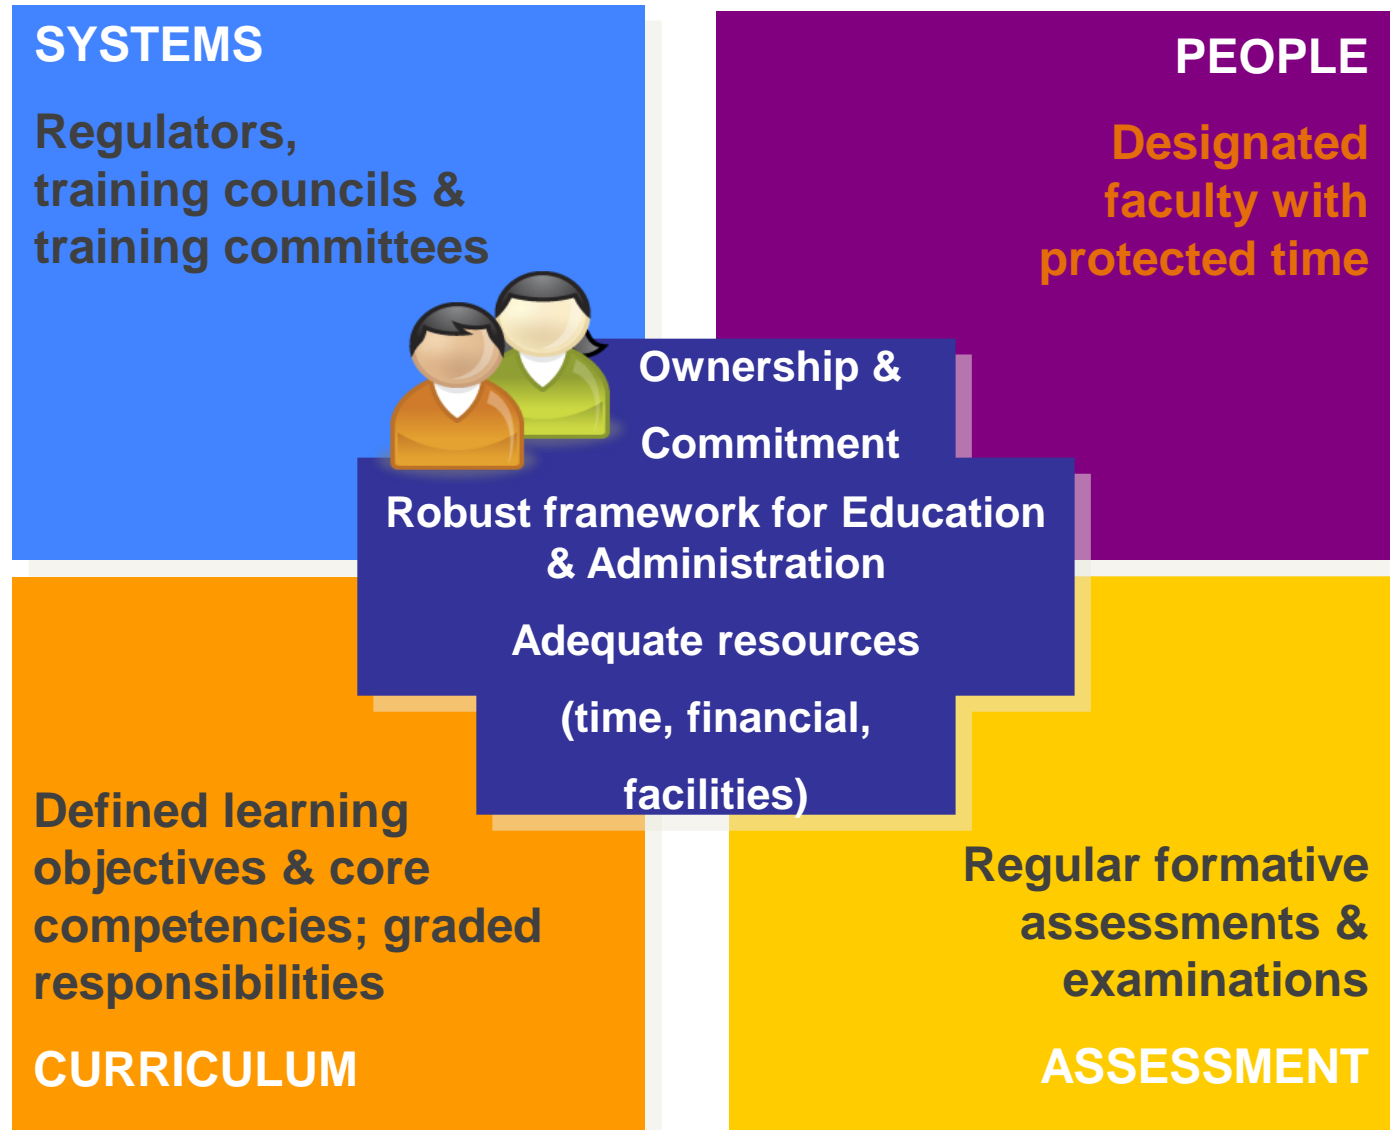 SYSTEMS
Regulators,
training councils &
training committees
PEOPLE
Designated
faculty with
protected time
Ownership &
Commitment
Robust framework for Education
& Administration
Adequate resources
(time, financial,
facilities)
Defined learning
objectives & core
competencies; graded
responsibilities
CURRICULUM
Regular formative
assessments &
examinations
ASSESSMENT